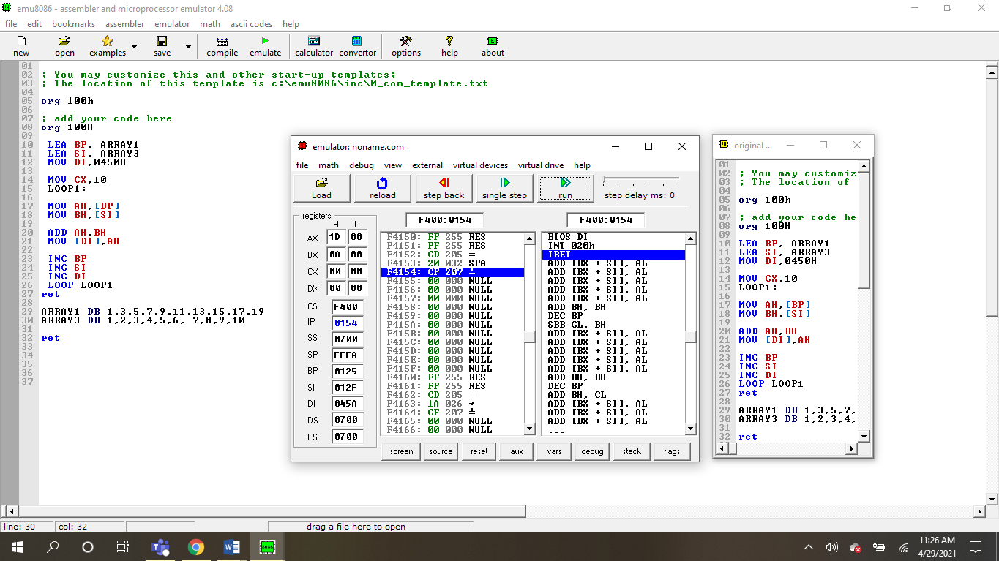 emu8086 - assembler and microprocessor emulator 4.08
file edit bookmarks assembler emulator math ascii codes help
new open examples save compile emulate calculator convertor options help about
01
02 ; You may customize this and other start-up templates;
03 ; The location of this template is c:\emu8086\inc\0_com_template.txt
04
05 org 100h
06
07 ; add your code here
08 org 100H
09
10 LEA BP, ARRAY1
11 LEA SI, ARRAY3
12 MOV DI,0450H
13
14 MOV CX,10
15 LOOP1:
16
17 MOV AH,[BP]
18 MOV BH,[SI]
19
20 ADD AH,BH
21 MOV [DI],AH
22
23 INC BP
24 INC SI
25 INC DI
26 LOOP LOOP1
27 ret
28
29 ARRAY1 DB 1,3,5,7,9,11,13,15,17,19
30 ARRAY3 DB 1,2,3,4,5,6, 7,8,9,10
31
32 ret
33
34
35
36
37
emulator: noname.com_
file math debug view external virtual devices virtual drive help
Load reload step back single step run step delay ms: 0
registers
H L
AX 1D 00
BX 0A 00
CX 00 00
DX 00 00
CS F400
IP 0154
SS 0700
SP FFFA
BP 0125
SI 012F
DI 045A
DS 0700
ES 0700
F400:0154
F4150: FF 255 RES
F4151: FF 255 RES
F4152: CD 205 =
F4153: 20 032 SPA
F4154: CF 207 ╧
F4155: 00 000 NULL
F4156: 00 000 NULL
F4157: 00 000 NULL
F4158: 00 000 NULL
F4159: 00 000 NULL
F415A: 00 000 NULL
F415B: 00 000 NULL
F415C: 00 000 NULL
F415D: 00 000 NULL
F415E: 00 000 NULL
F415F: 00 000 NULL
F4160: FF 255 RES
F4161: FF 255 RES
F4162: CD 205 =
F4163: 1A 026 →
F4164: CF 207 ╧
F4165: 00 000 NULL
F4166: 00 000 NULL
F400:0154
BIOS DI
INT 020h
IRET
ADD [BX + SI], AL
ADD [BX + SI], AL
ADD [BX + SI], AL
ADD [BX + SI], AL
ADD [BX + SI], AL
ADD BH, BH
DEC BP
SBB CL, BH
ADD [BX + SI], AL
ADD [BX + SI], AL
ADD [BX + SI], AL
ADD [BX + SI], AL
ADD [BX + SI], AL
ADD BH, BH
DEC BP
ADD BH, CL
ADD [BX + SI], AL
ADD [BX + SI], AL
ADD [BX + SI], AL
...
screen source reset aux vars debug stack flags
original ...
01
02 ; You may customiz
03 ; The location of
04
05 org 100h
06
07 ; add your code he
08 org 100H
09
10 LEA BP, ARRAY1
11 LEA SI, ARRAY3
12 MOV DI,0450H
13
14 MOV CX,10
15 LOOP1:
16
17 MOV AH,[BP]
18 MOV BH,[SI]
19
20 ADD AH,BH
21 MOV [DI],AH
22
23 INC BP
24 INC SI
25 INC DI
26 LOOP LOOP1
27 ret
28
29 ARRAY1 DB 1,3,5,7,
30 ARRAY3 DB 1,2,3,4,
31
32 ret
line: 30 col: 32 drag a file here to open
8086
11:26 AM
4/29/2021